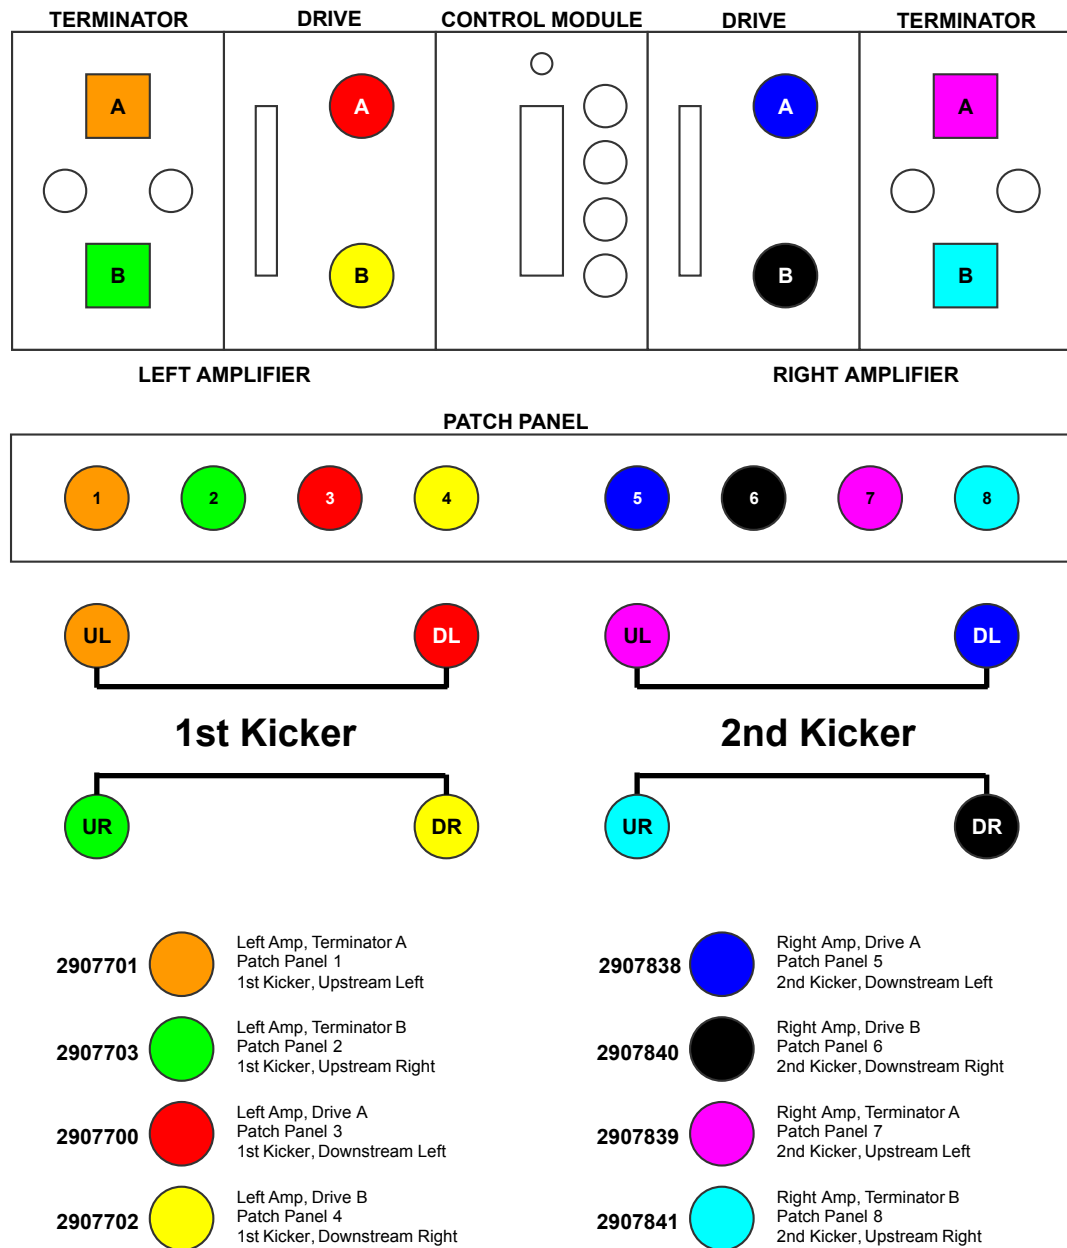 TERMINATOR
DRIVE
CONTROL MODULE
DRIVE
TERMINATOR
A
A
A
A
B
B
B
B
LEFT AMPLIFIER
RIGHT AMPLIFIER
PATCH PANEL
1
2
3
4
5
6
7
8
UL
DL
UL
DL
1st Kicker
2nd Kicker
UR
DR
UR
DR
2907701
Left Amp, Terminator A
Patch Panel 1
1st Kicker, Upstream Left
2907838
Right Amp, Drive A
Patch Panel 5
2nd Kicker, Downstream Left
2907703
Left Amp, Terminator B
Patch Panel 2
1st Kicker, Upstream Right
2907840
Right Amp, Drive B
Patch Panel 6
2nd Kicker, Downstream Right
2907700
Left Amp, Drive A
Patch Panel 3
1st Kicker, Downstream Left
2907839
Right Amp, Terminator A
Patch Panel 7
2nd Kicker, Upstream Left
2907702
Left Amp, Drive B
Patch Panel 4
1st Kicker, Downstream Right
2907841
Right Amp, Terminator B
Patch Panel 8
2nd Kicker, Upstream Right